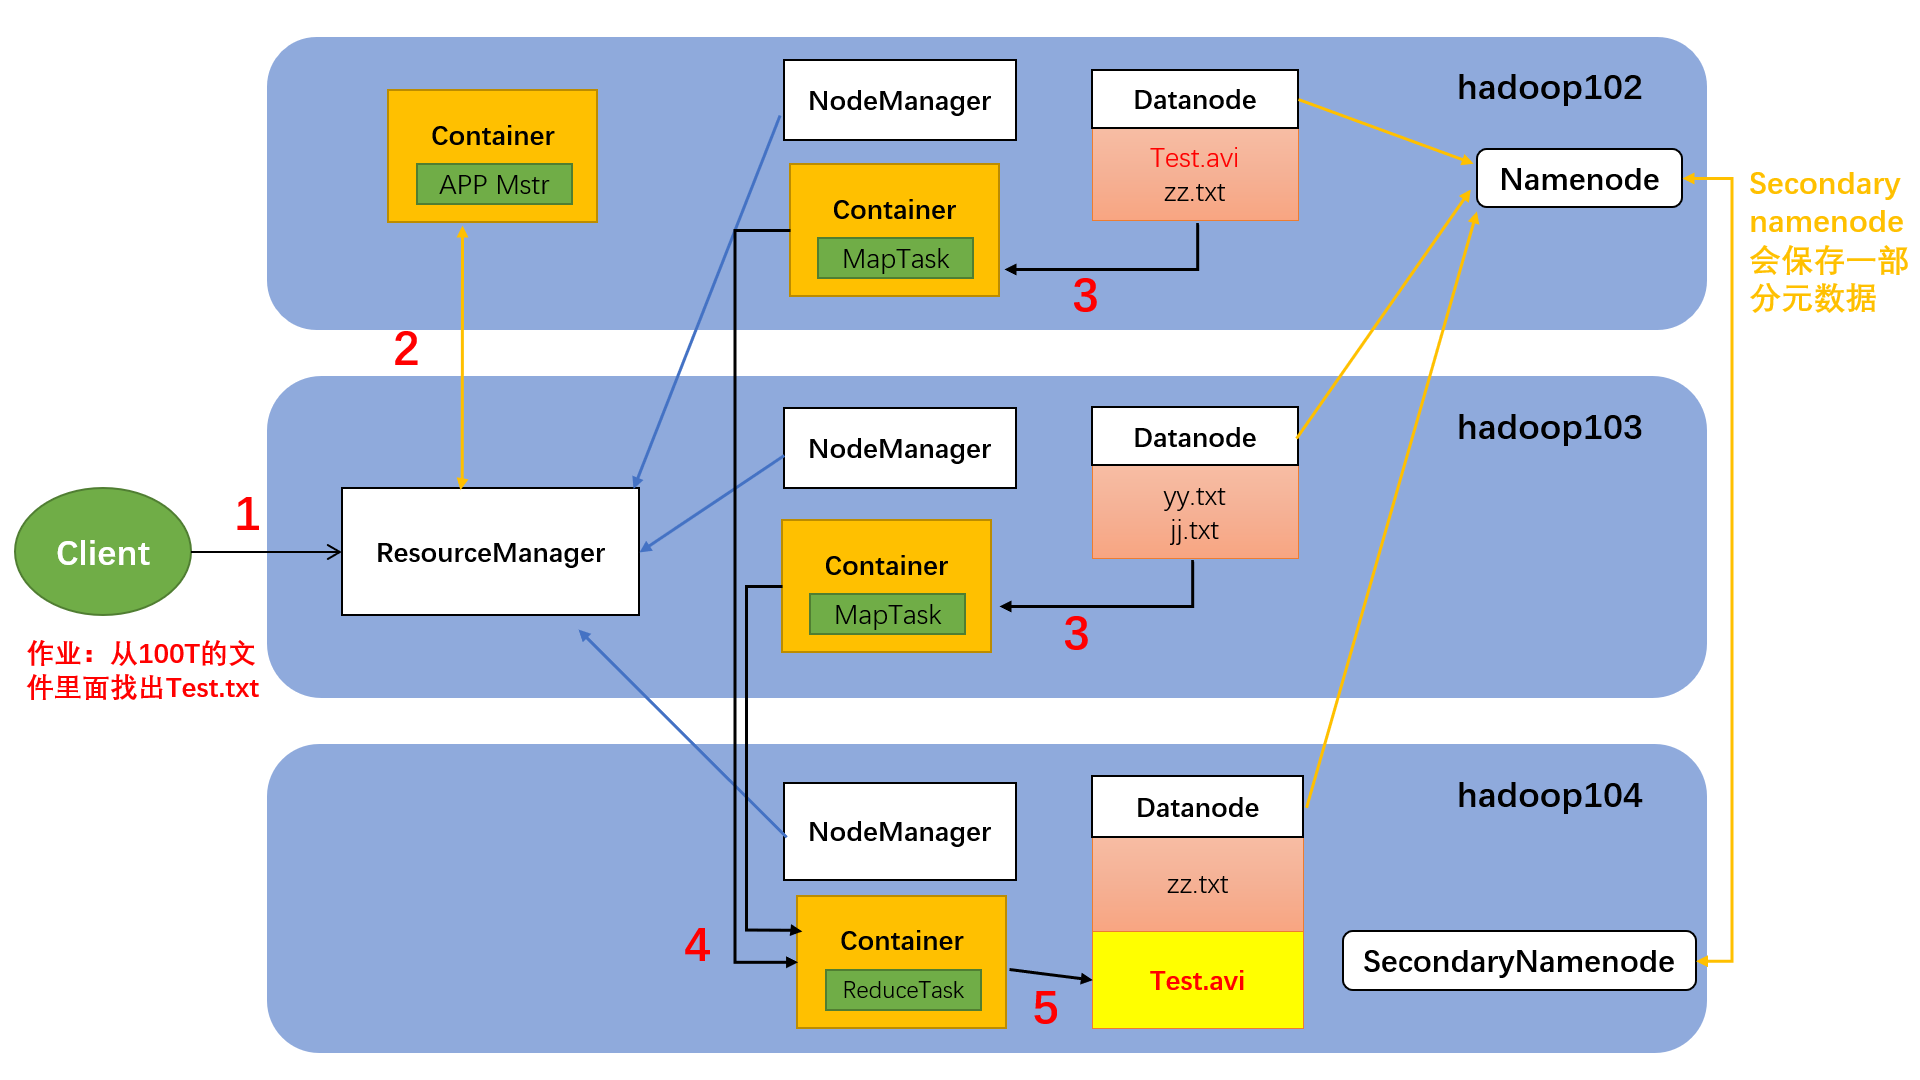 hadoop102
NodeManager
Datanode
Container
APP Mstr
Test.avi
zz.txt
Namenode
Container
MapTask
3
Secondary
namenode
会保存一部
分元数据
2
hadoop103
NodeManager
Datanode
yy.txt
jj.txt
1
Client
ResourceManager
Container
MapTask
3
作业：从100T的文
件里面找出Test.txt
hadoop104
NodeManager
Datanode
zz.txt
4
Container
ReduceTask
5
Test.avi
SecondaryNamenode